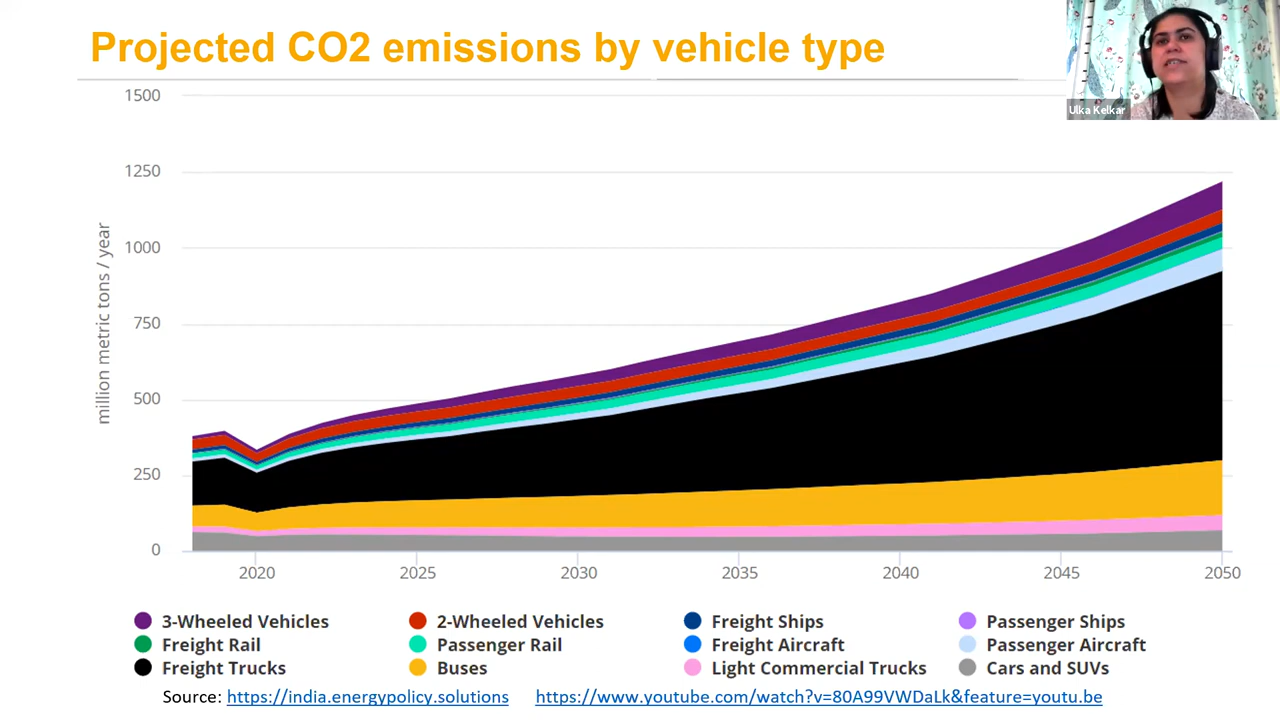 Projected CO2 emissions by vehicle type
Ulka Kelkar
1500
1250
1000
750
500
250
0
million metric tons / year
2020 2025 2030 2035 2040 2045 2050
3-Wheeled Vehicles 2-Wheeled Vehicles Freight Ships Passenger Ships
Freight Rail Passenger Rail Freight Aircraft Passenger Aircraft
Freight Trucks Buses Light Commercial Trucks Cars and SUVs
Source: https://india.energypolicy.solutions https://www.youtube.com/watch?v=80A99VWDaLk&feature=youtu.be